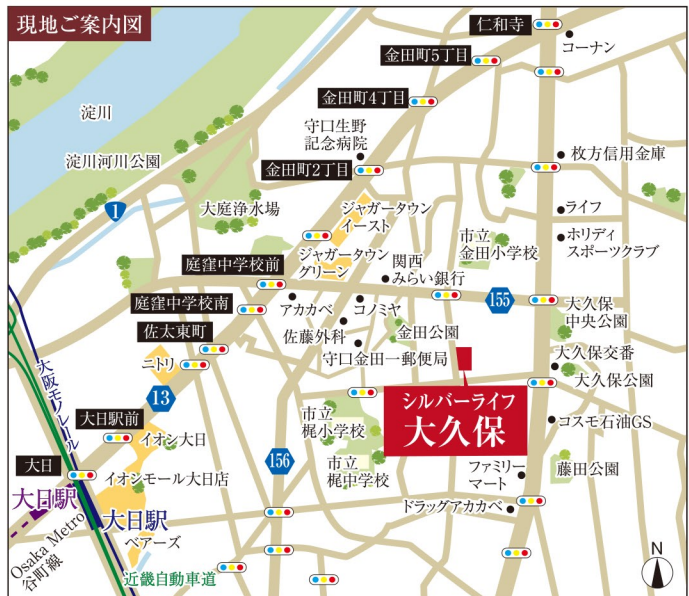 現地ご案内図
仁和寺
コーナン
金田町5丁目
金田町4丁目
淀川
守口生野
記念病院
淀川河川公園
金田町2丁目
枚方信用金庫
1
大庭浄水場
ジャガータウン
イースト
ライフ
市立
金田小学校
ホリディ
スポーツクラブ
ジャガータウン
グリーン
関西
みらい銀行
庭窪中学校前
155
庭窪中学校南
アカカベ
コノミヤ
大久保
中央公園
佐太東町
佐藤外科
金田公園
守口金田一郵便局
大久保交番
ニトリ
大阪モノレール
大久保公園
13
シルバーライフ
大久保
大日駅前
市立
梶小学校
コスモ石油GS
イオン大日
156
大日
市立
梶中学校
ファミリー
マート
藤田公園
イオンモール大日店
大日駅
ドラッグアカカベ
大日駅
ベアーズ
Osaka Metro
谷町線
近畿自動車道
N